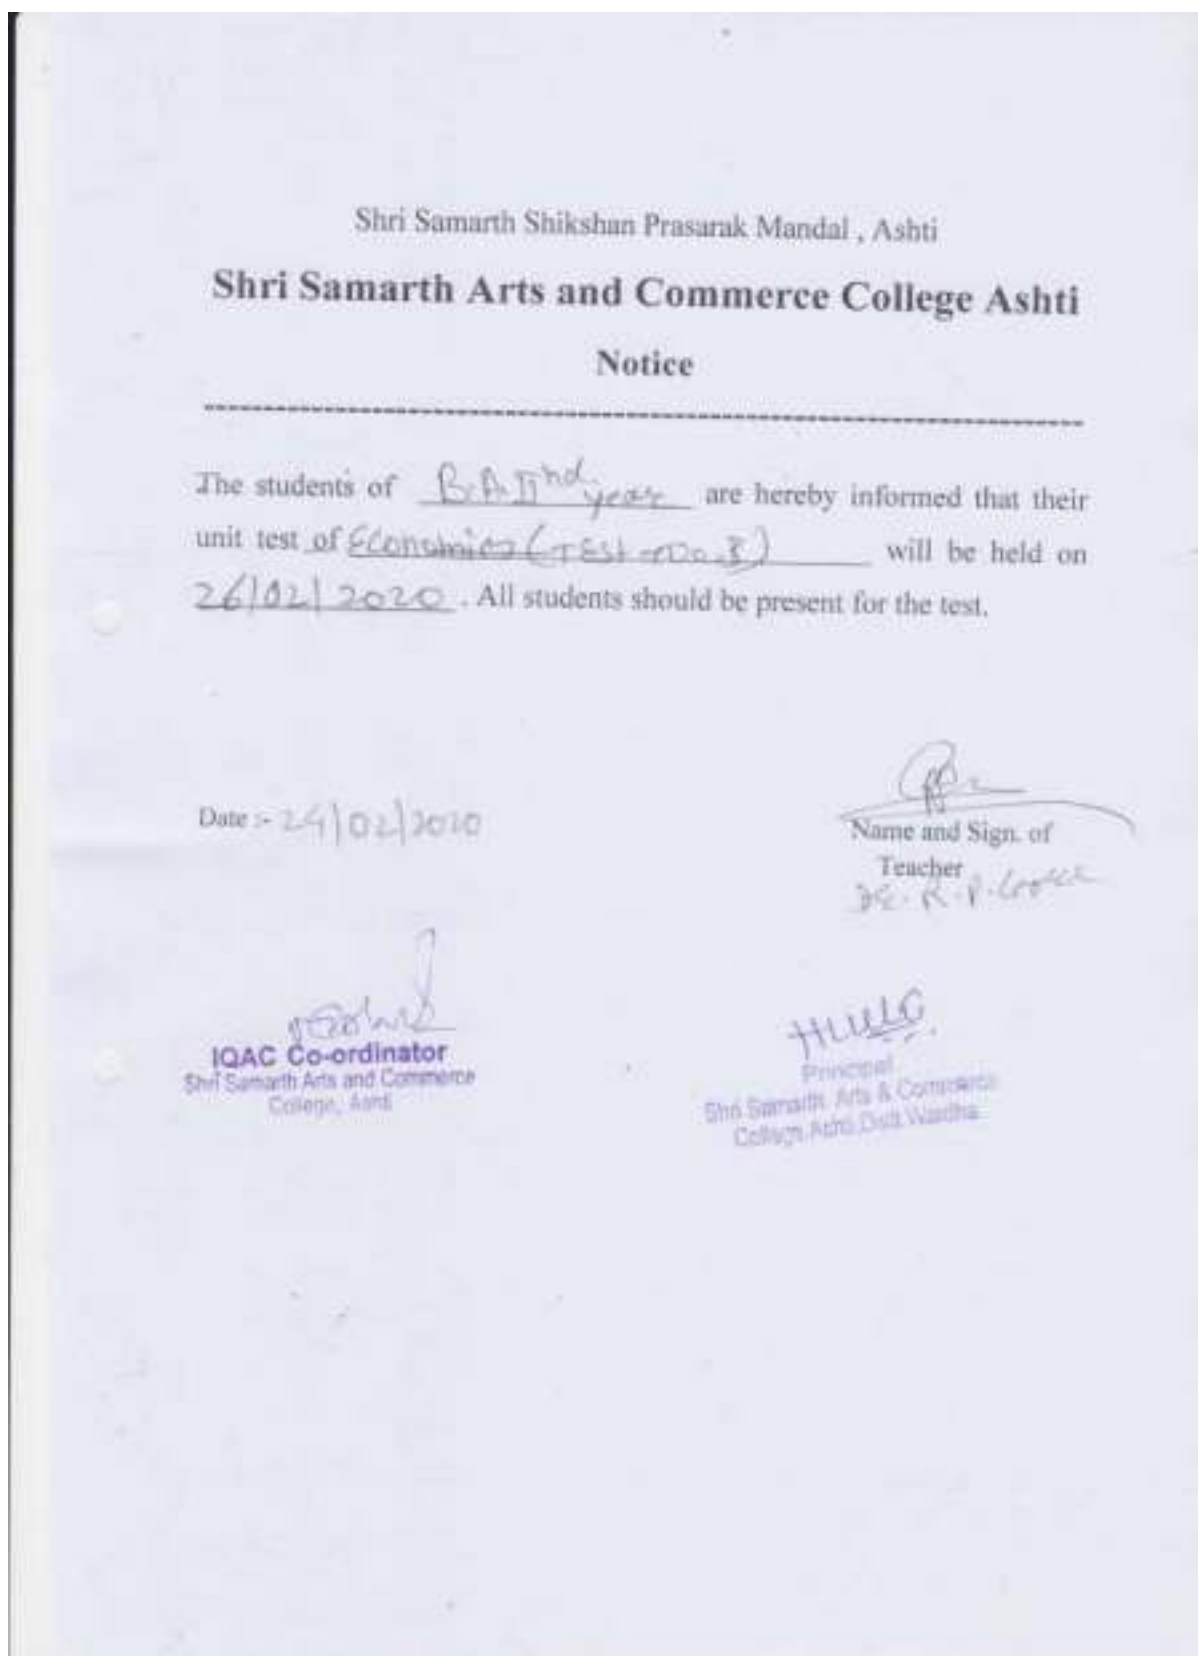 Shri Samarth Shikshan Prasarak Mandal , Ashti
Shri Samarth Arts and Commerce College Ashti
Notice
The students of B.A.IInd year are hereby informed that their
unit test of Economics (TEST-No.I) will be held on
26/02/2020 . All students should be present for the test.
Date :- 24/02/2020
Name and Sign. of
Teacher
R.P.
IQAC Co-ordinator
Shri Samarth Arts and Commerce
College, Ashti
Principal
Shri Samarth Arts & Commerce
College, Ashti, Distt. Wardha